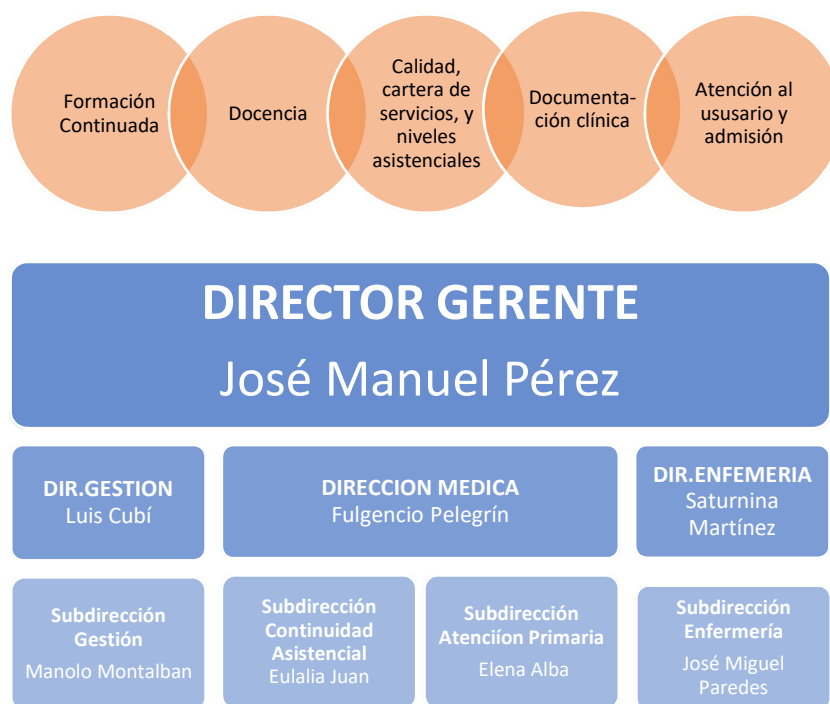 Formación
Continuada
Docencia
Calidad,
cartera de
servicios, y
niveles
asistenciales
Documenta-
ción clínica
Atención al
ususario y
admisión
DIRECTOR GERENTE
José Manuel Pérez
DIR.GESTION
Luis Cubí
DIRECCION MEDICA
Fulgencio Pelegrín
DIR.ENFEMERIA
Saturnina
Martínez
Subdirección
Gestión
Manolo Montalban
Subdirección
Continuidad
Asistencial
Eulalia Juan
Subdirección
Atenciíon Primaria
Elena Alba
Subdirección
Enfermería
José Miguel
Paredes